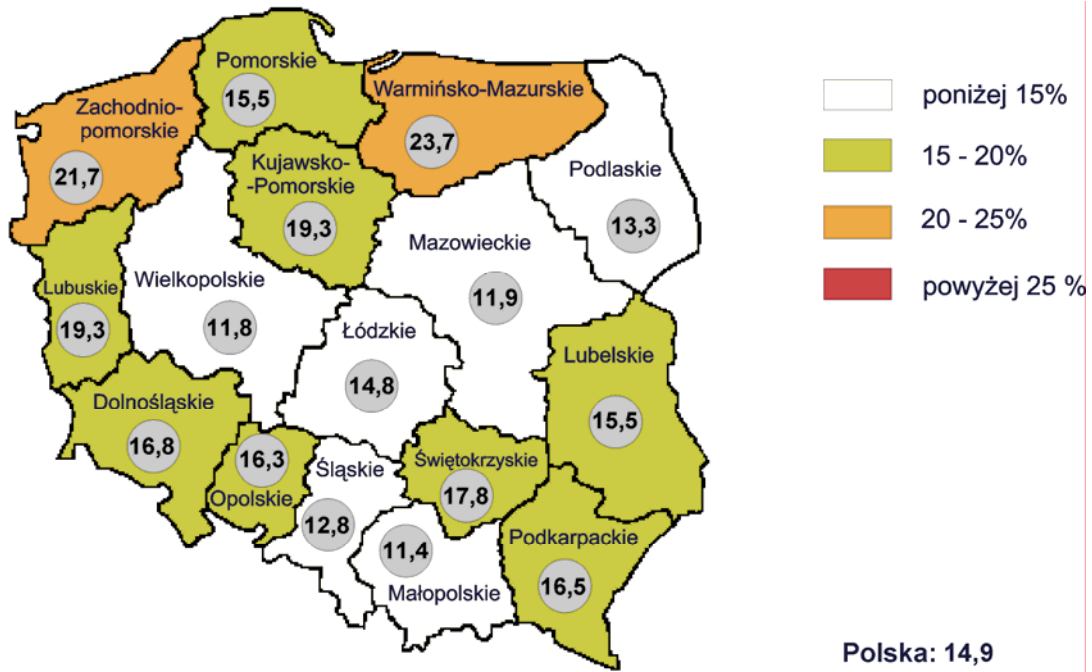 Pomorskie
15,5
Warmińsko-Mazurskie
23,7
Zachodnio-
pomorskie
21,7
Kujawsko-
-Pomorskie
19,3
Podlaskie
13,3
Mazowieckie
11,9
Lubuskie
19,3
Wielkopolskie
11,8
Łódzkie
14,8
Lubelskie
15,5
Dolnośląskie
16,8
16,3
Opolskie
Śląskie
12,8
Świętokrzyskie
17,8
11,4
Małopolskie
Podkarpackie
16,5
poniżej 15%
15 - 20%
20 - 25%
powyżej 25 %
Polska: 14,9